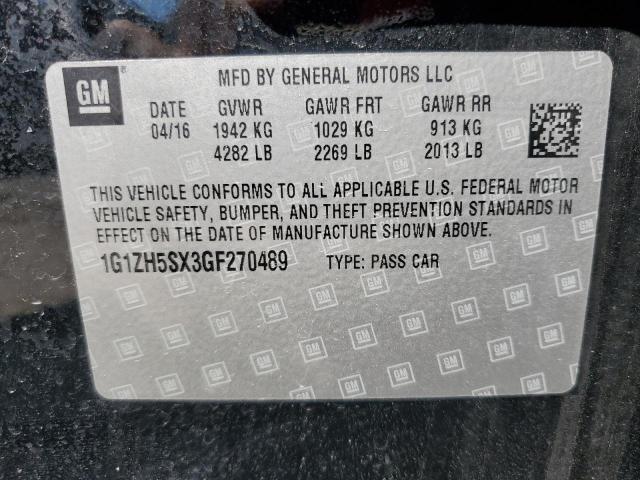 GM
MFD BY GENERAL MOTORS LLC
DATE GVWR GAWR FRT GAWR RR
04/16 1942 KG 1029 KG 913 KG
4282 LB 2269 LB 2013 LB
THIS VEHICLE CONFORMS TO ALL APPLICABLE U.S. FEDERAL MOTOR
VEHICLE SAFETY, BUMPER, AND THEFT PREVENTION STANDARDS IN
EFFECT ON THE DATE OF MANUFACTURE SHOWN ABOVE.
1G1ZH5SX3GF270489 TYPE: PASS CAR